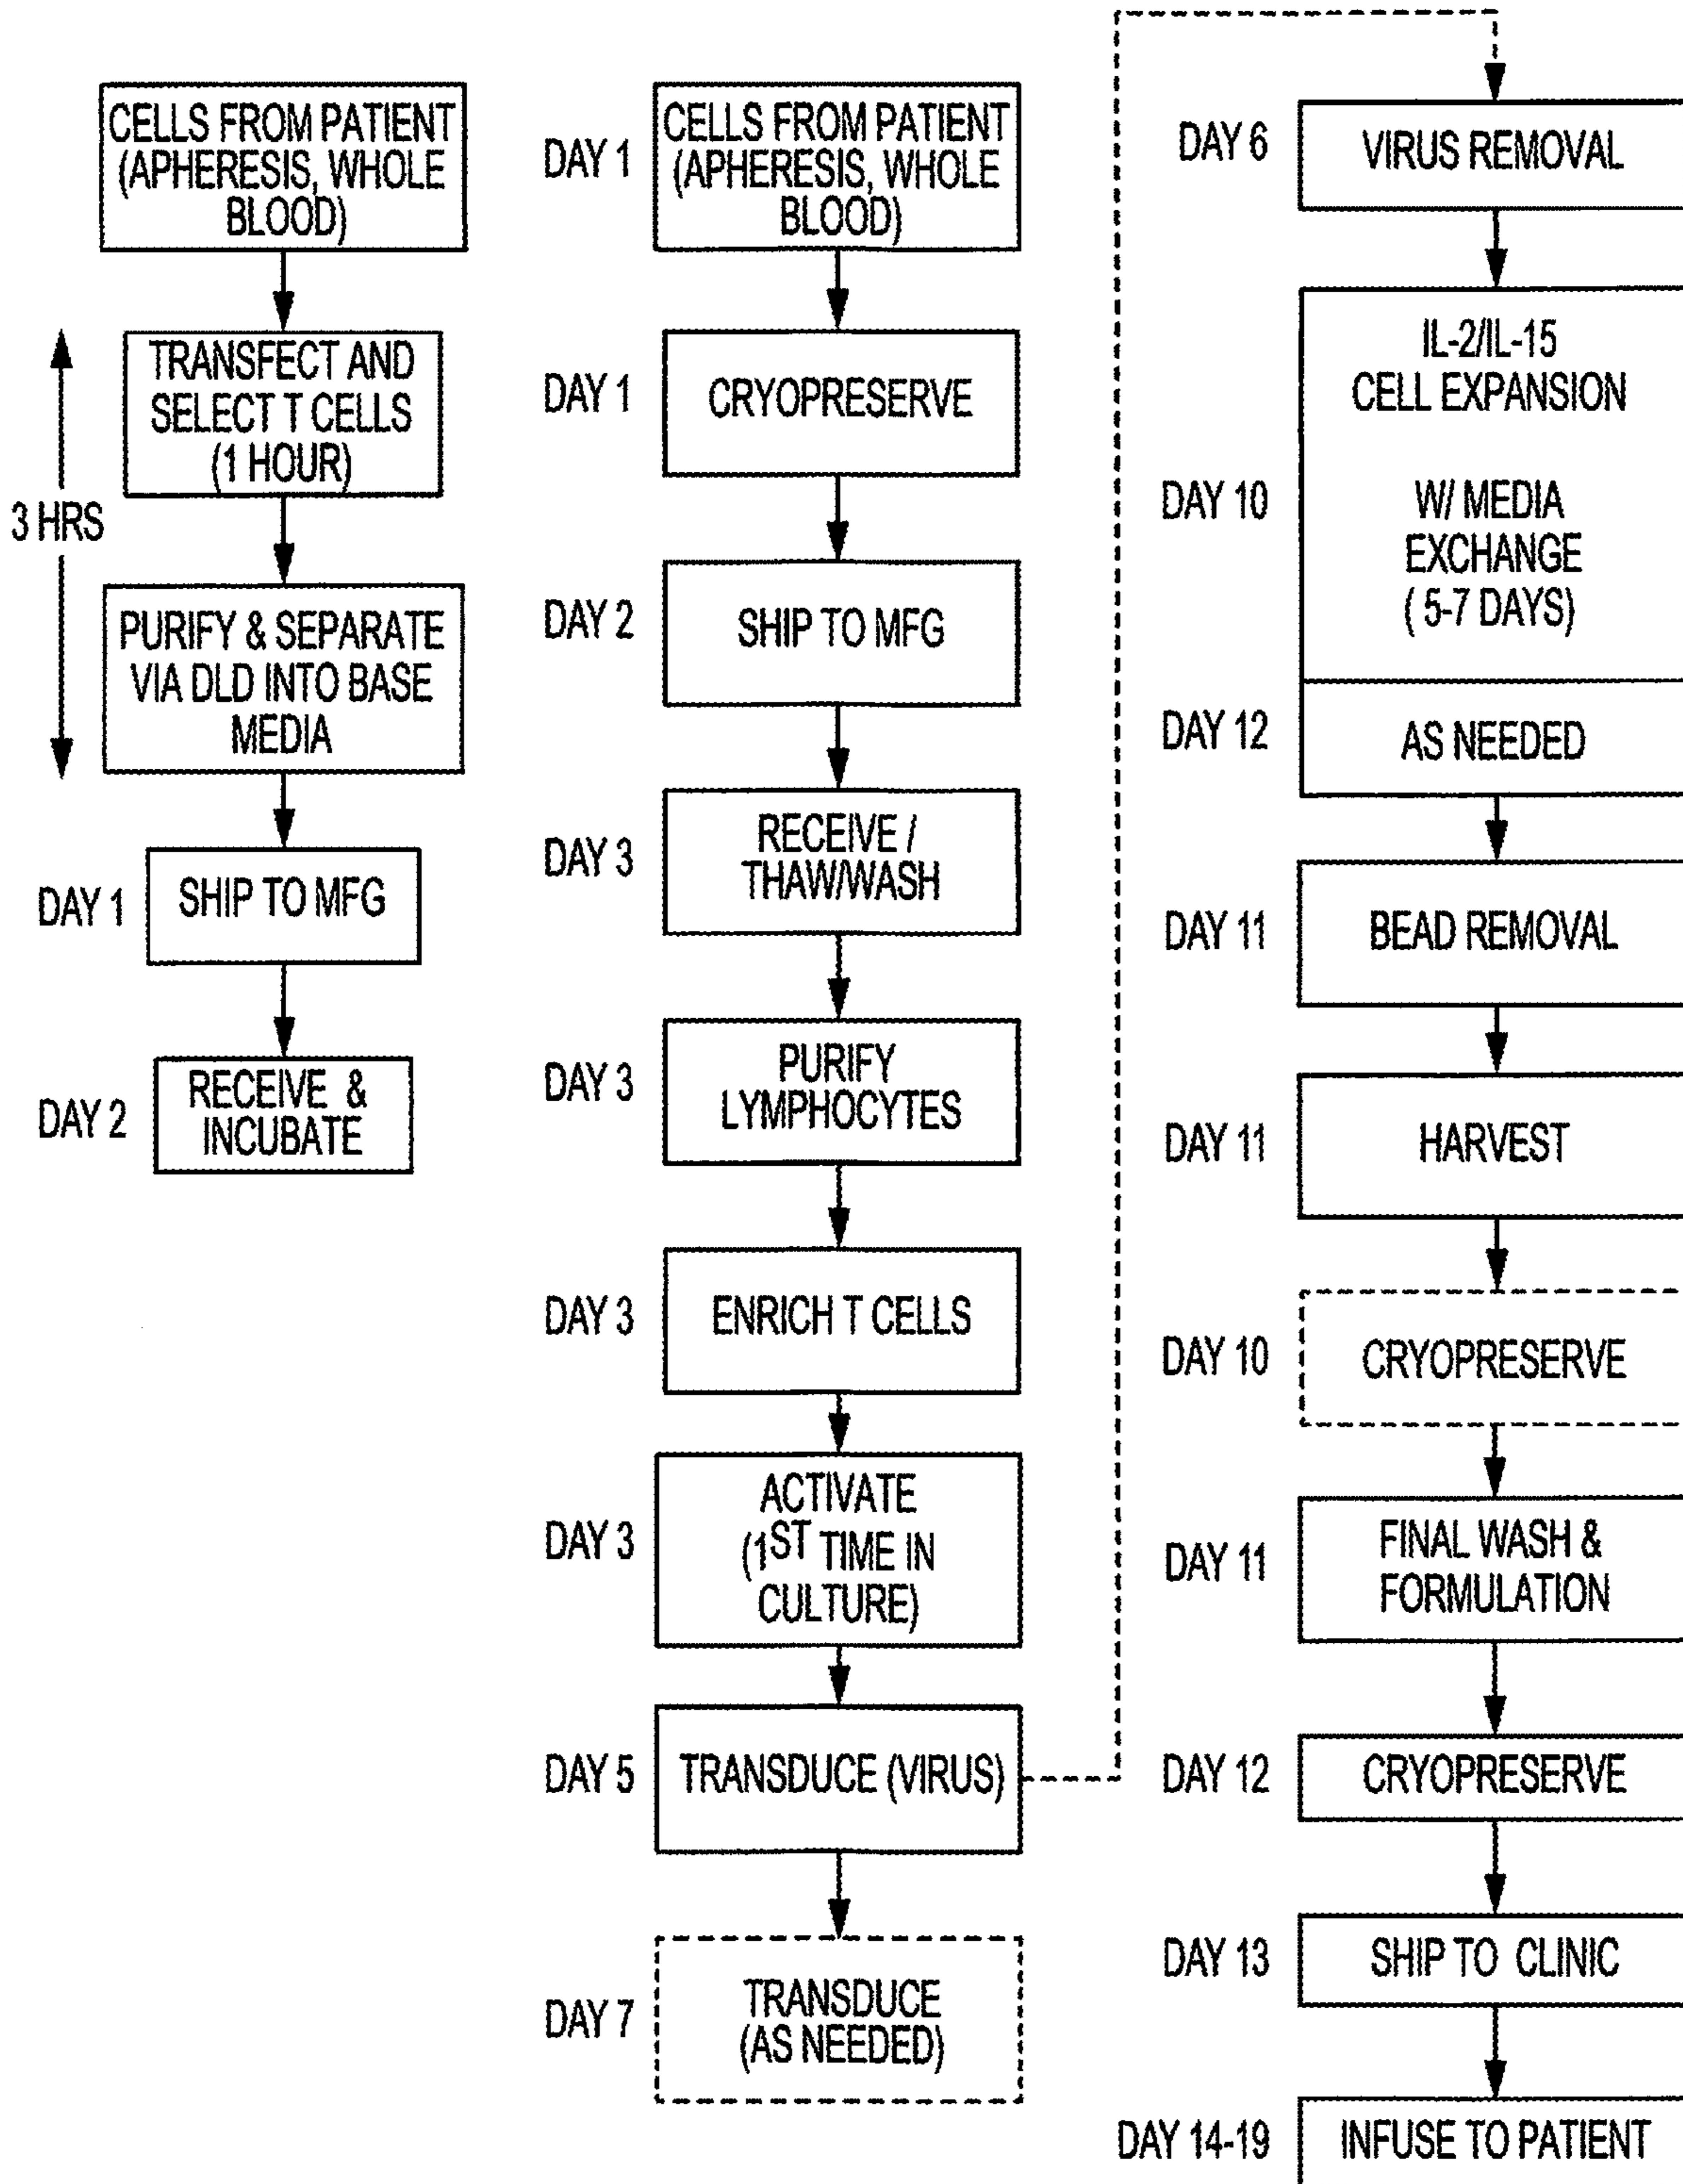 CELLS FROM PATIENT
(APHERESIS, WHOLE
BLOOD)
3 HRS
TRANSFECT AND
SELECT T CELLS
(1 HOUR)
PURIFY & SEPARATE
VIA DLD INTO BASE
MEDIA
DAY 1
SHIP TO MFG
DAY 2
RECEIVE &
INCUBATE
DAY 1
CELLS FROM PATIENT
(APHERESIS, WHOLE
BLOOD)
DAY 1
CRYOPRESERVE
DAY 2
SHIP TO MFG
DAY 3
RECEIVE /
THAW/WASH
DAY 3
PURIFY
LYMPHOCYTES
DAY 3
ENRICH T CELLS
DAY 3
ACTIVATE
(1ST TIME IN
CULTURE)
DAY 5
TRANSDUCE (VIRUS)
DAY 7
TRANSDUCE
(AS NEEDED)
DAY 6
VIRUS REMOVAL
IL-2/IL-15
CELL EXPANSION
DAY 10
W/ MEDIA
EXCHANGE
( 5-7 DAYS)
DAY 12
AS NEEDED
DAY 11
BEAD REMOVAL
DAY 11
HARVEST
DAY 10
CRYOPRESERVE
DAY 11
FINAL WASH &
FORMULATION
DAY 12
CRYOPRESERVE
DAY 13
SHIP TO CLINIC
DAY 14-19
INFUSE TO PATIENT